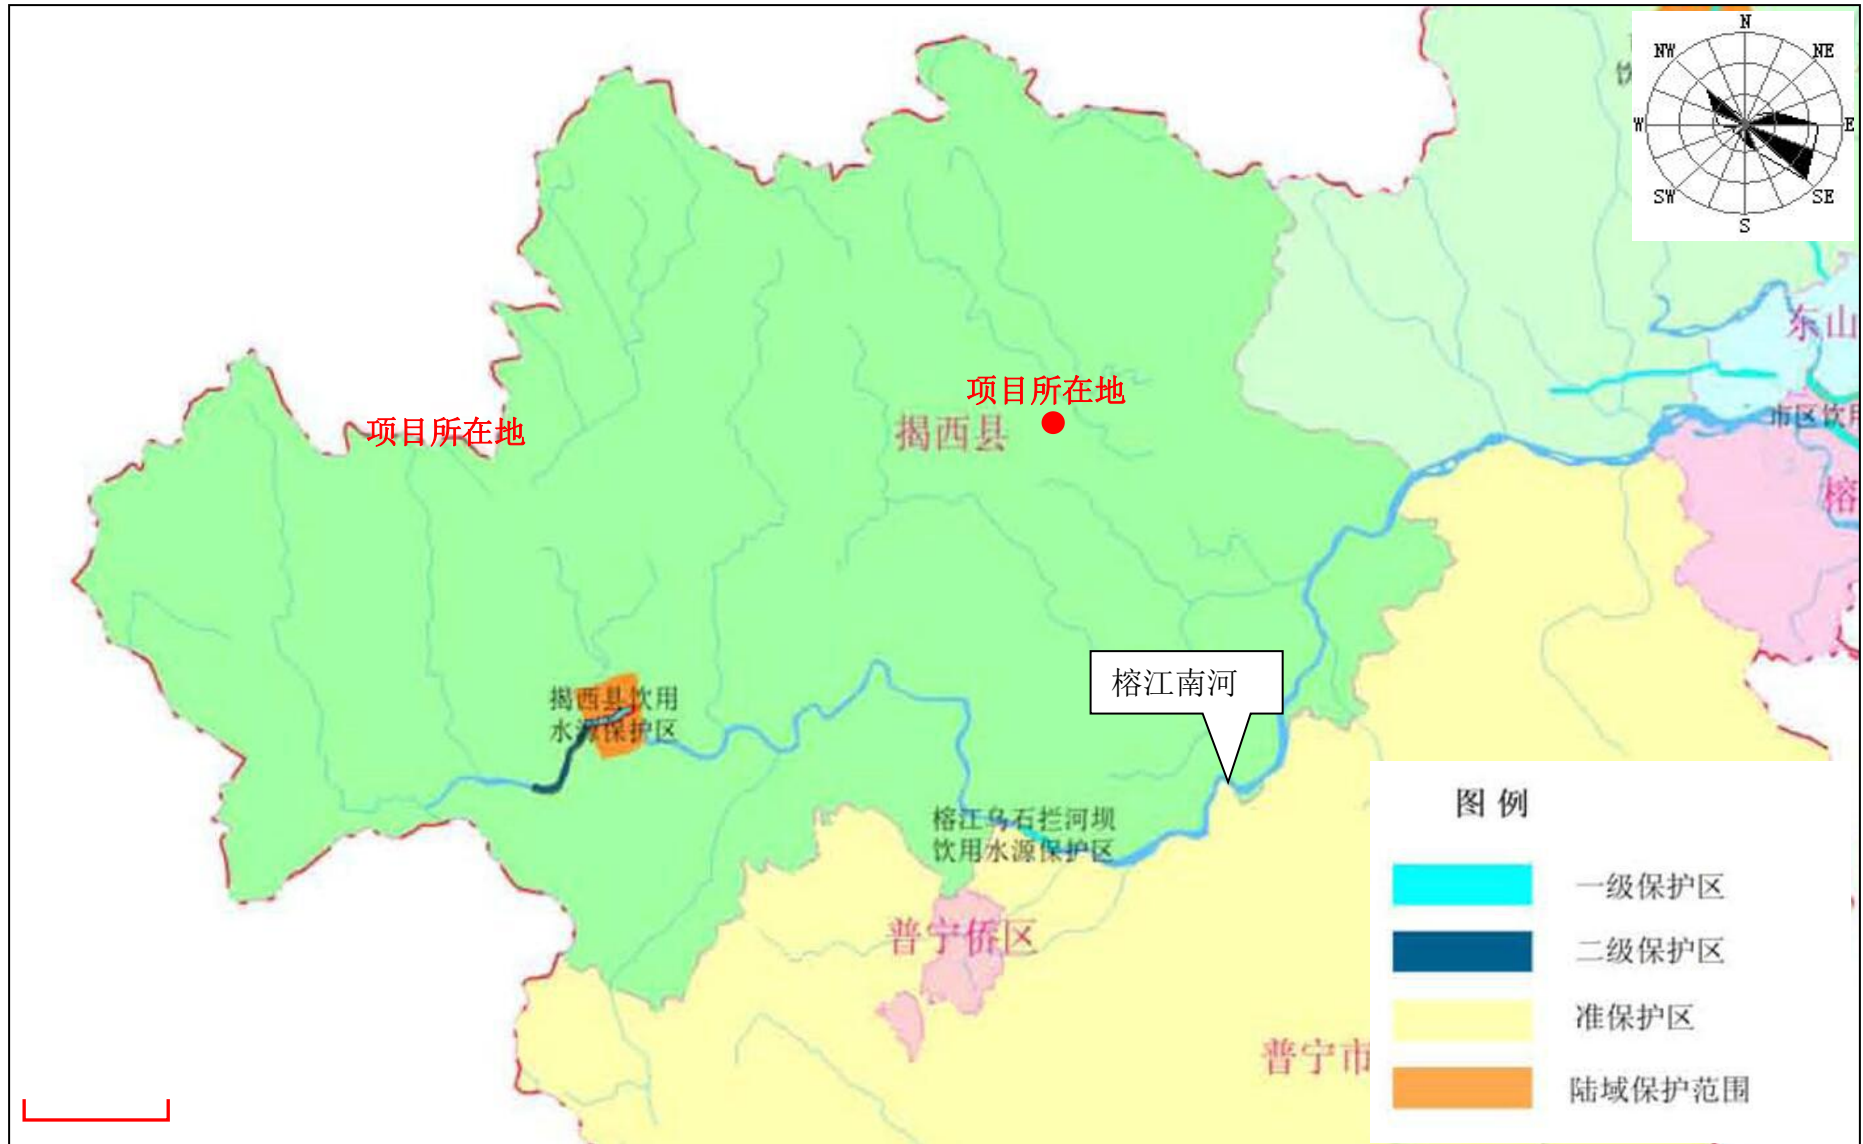 N
NW
NE
饮
W
E
SW
SE
S
东山
项目所在地
市区饮用
项目所在地
揭西县
榕
榕江南河
揭西县饮用
水源保护区
图例
榕江乌石拦河坝
饮用水源保护区
一级保护区
普宁侨区
二级保护区
准保护区
普宁市
陆域保护范围